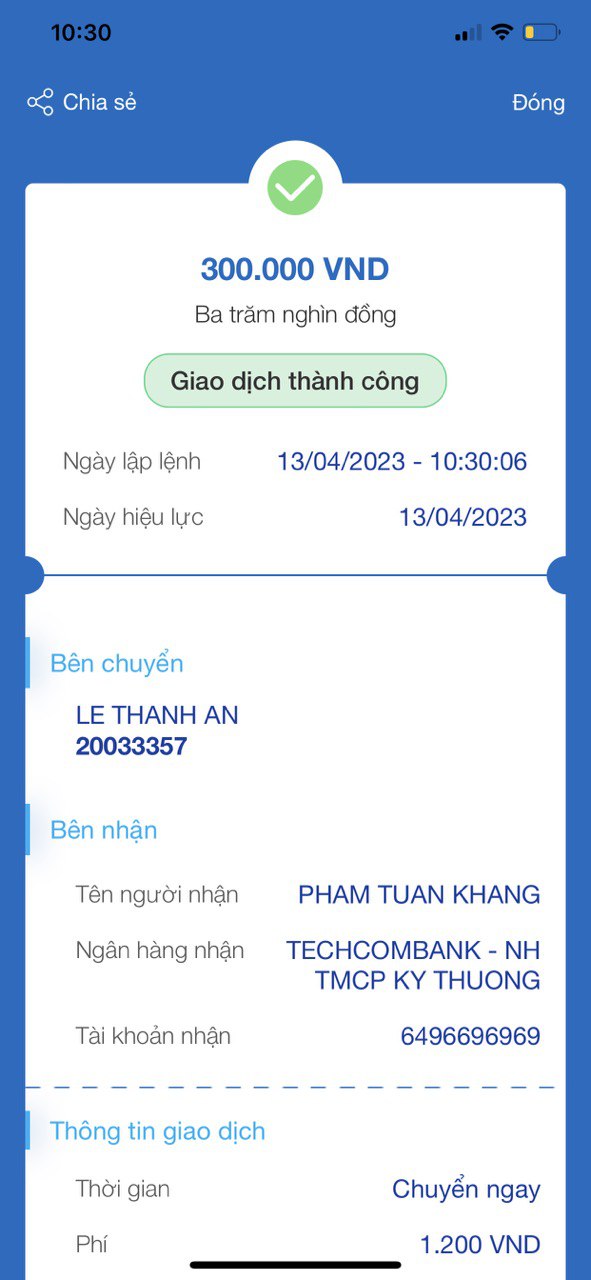 10:30
Chia sẻ
Đóng
300.000 VND
Ba trăm nghìn đồng
Giao dịch thành công
Ngày lập lệnh 13/04/2023 - 10:30:06
Ngày hiệu lực 13/04/2023
Bên chuyển
LE THANH AN
20033357
Bên nhận
Tên người nhận PHAM TUAN KHANG
Ngân hàng nhận TECHCOMBANK - NH
TMCP KY THUONG
Tài khoản nhận 6496696969
Thông tin giao dịch
Thời gian Chuyển ngay
Phí 1.200 VND